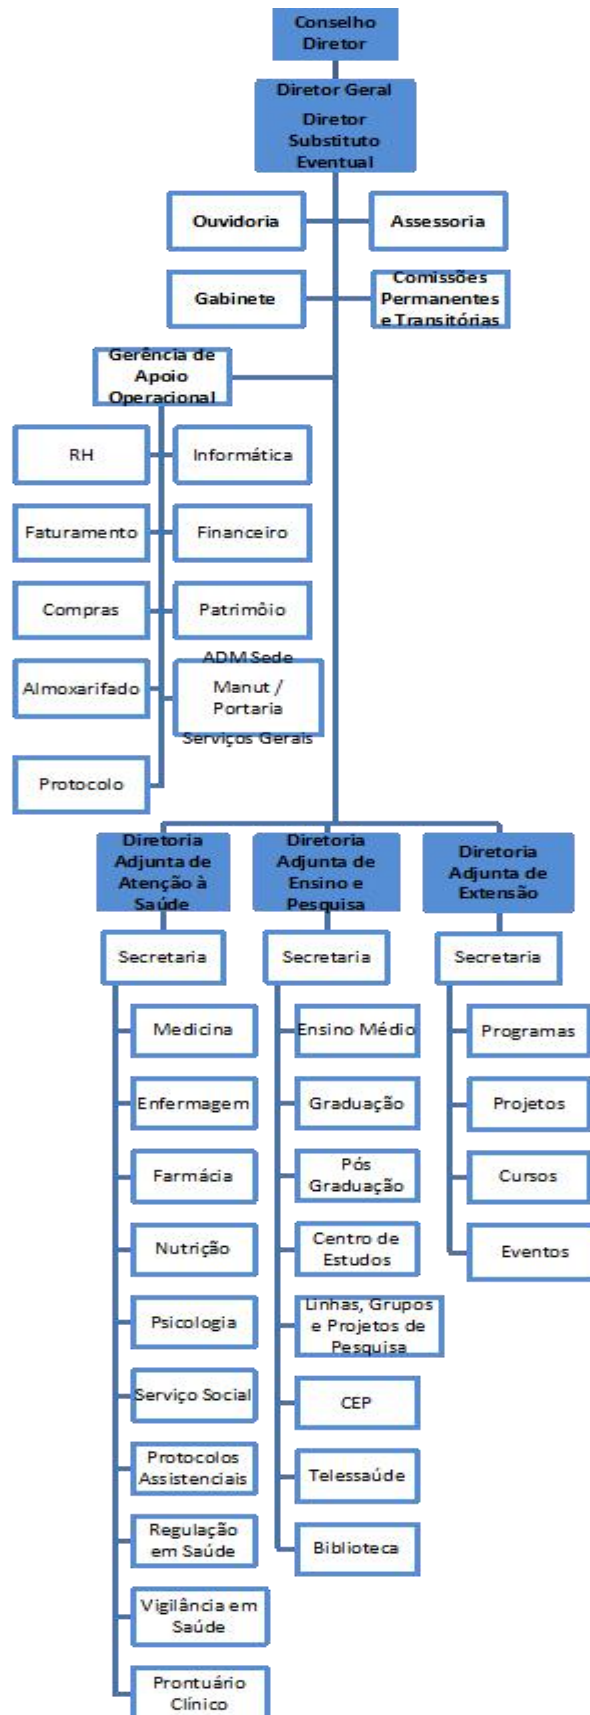 Conselho
Diretor
Diretor Geral
Diretor
Substituto
Eventual
Ouvidoria
Assessoria
Gabinete
Comissões
Permanentes
e Transitórias
Gerência de
Apoio
Operacional
RH
Informática
Faturamento
Financeiro
Compras
Patrimôio
Almoxarifado
ADM Sede
Manut /
Portaria
Serviços Gerais
Protocolo
Diretoria
Adjunta de
Atenção à
Saúde
Diretoria
Adjunta de
Ensino e
Pesquisa
Diretoria
Adjunta de
Extensão
Secretaria
Secretaria
Secretaria
Medicina
Enfermagem
Farmácia
Nutrição
Psicologia
Serviço Social
Protocolos
Assistenciais
Regulação
em Saúde
Vigilância em
Saúde
Prontuário
Clínico
Ensino Médio
Graduação
Pós
Graduação
Centro de
Estudos
Linhas, Grupos
e Projetos de
Pesquisa
CEP
Telessaúde
Biblioteca
Programas
Projetos
Cursos
Eventos